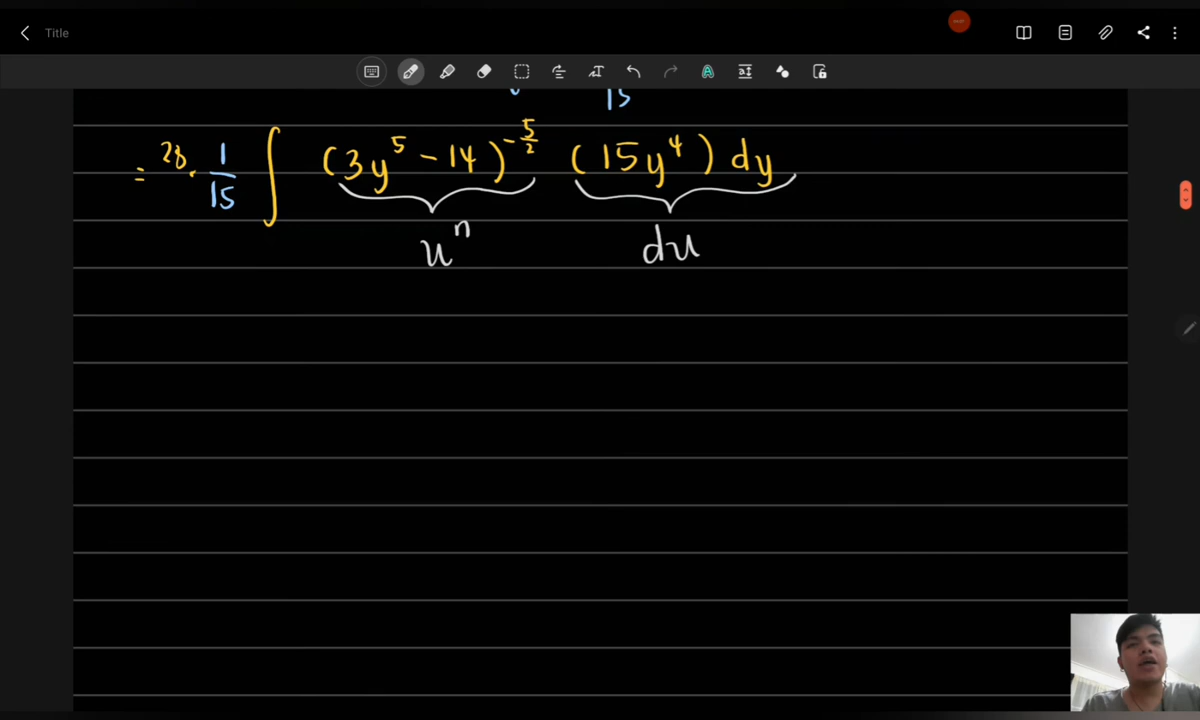 Title
15
= 28 · 1/15 ∫ (3y^5 - 14)^(-5/2) (15y^4) dy
u^n du